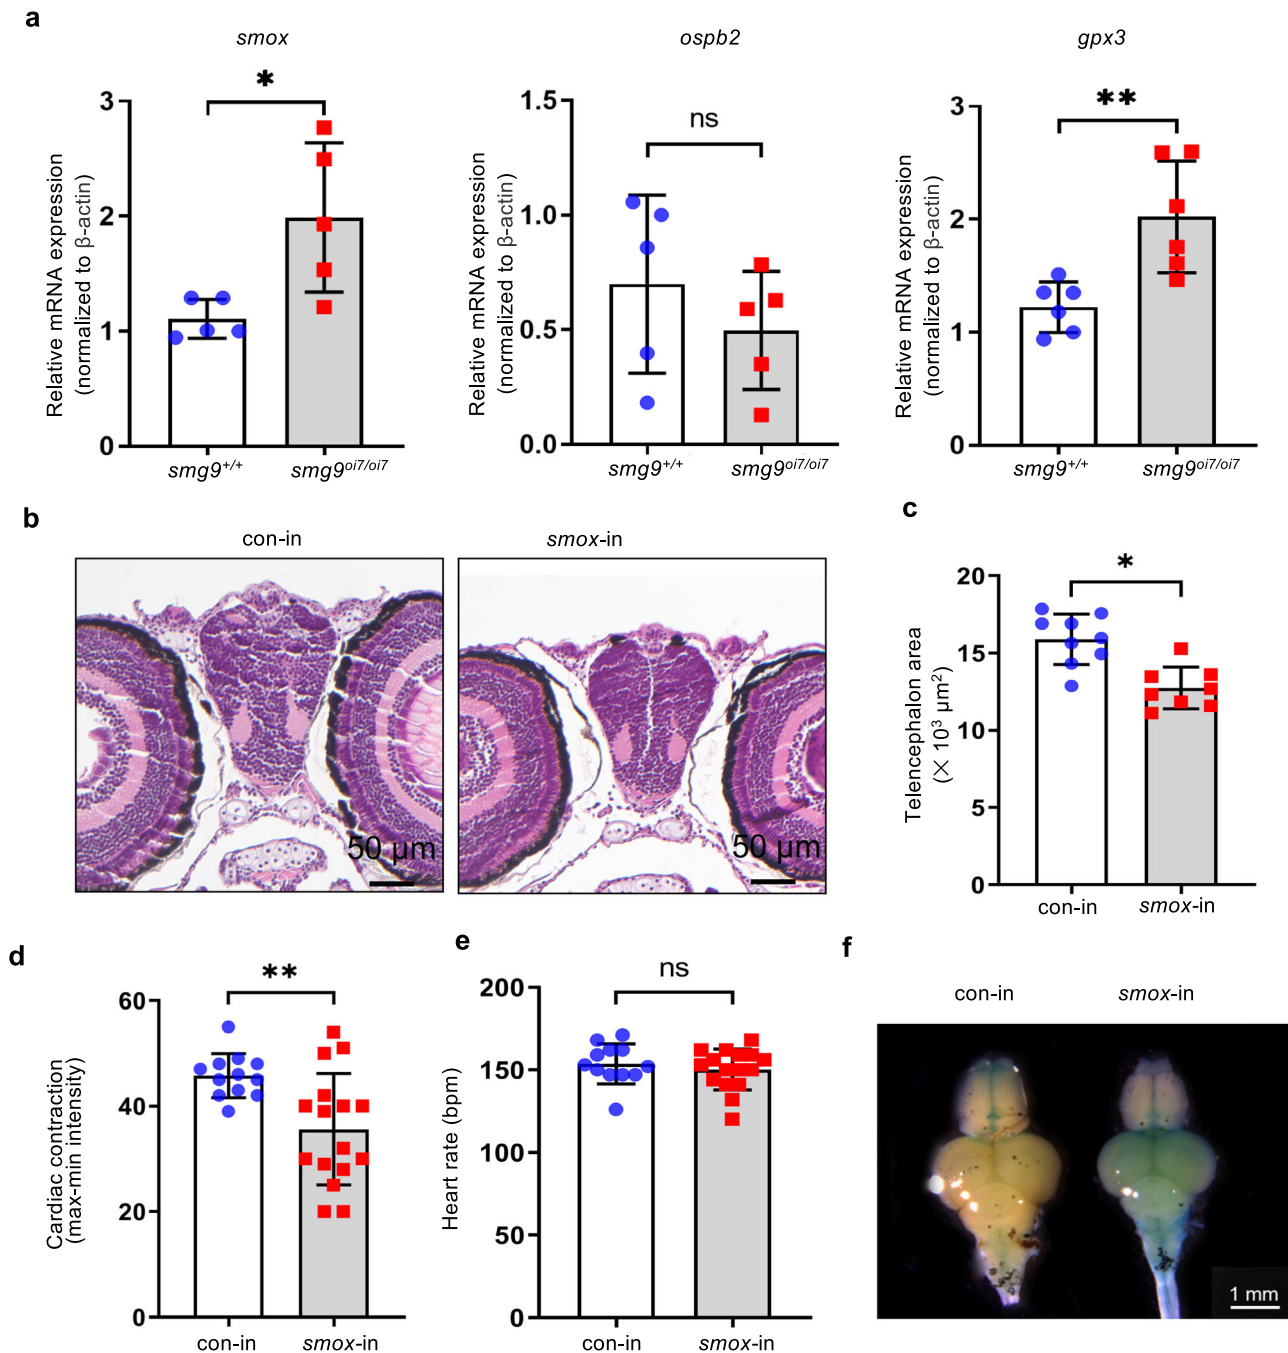 a
smox
ospb2
gpx3
*
ns
**
3
2
1
0
Relative mRNA expression
(normalized to β-actin)
smg9+/+
smg9oi7/oi7
1.5
1.0
0.5
0.0
Relative mRNA expression
(normalized to β-actin)
smg9+/+
smg9oi7/oi7
3
2
1
0
Relative mRNA expression
(normalized to β-actin)
smg9+/+
smg9oi7/oi7
b
con-in
smox-in
50 μm
50 μm
c
*
20
15
10
5
0
Telencephalon area
(× 10³ μm²)
con-in
smox-in
d
**
60
40
20
0
Cardiac contraction
(max-min intensity)
con-in
smox-in
e
ns
200
150
100
50
0
Heart rate (bpm)
con-in
smox-in
f
con-in
smox-in
1 mm